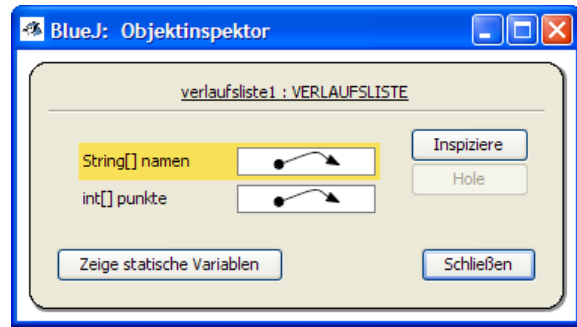 BlueJ: Objektinspektor
verlaufsliste1 : VERLAUFSLISTE
String[] namen
Inspiziere
int[] punkte
Hole
Zeige statische Variablen
Schließen